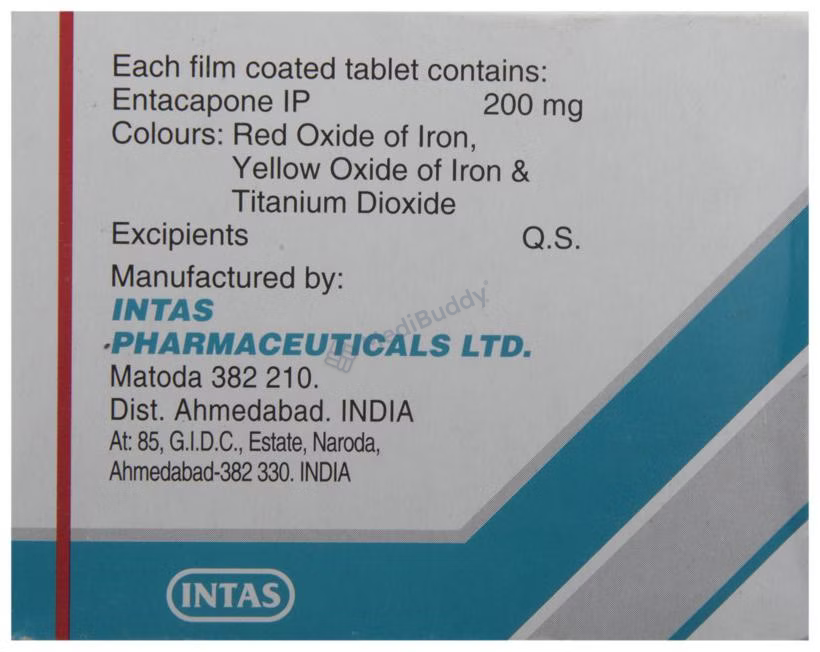 Each film coated tablet contains:
Entacapone IP 200 mg
Colours: Red Oxide of Iron,
Yellow Oxide of Iron &
Titanium Dioxide
Excipients Q.S.
Manufactured by:
INTAS
PHARMACEUTICALS LTD.
MediBuddy
Matoda 382 210.
Dist. Ahmedabad. INDIA
At: 85, G.I.D.C., Estate, Naroda,
Ahmedabad-382 330. INDIA
INTAS